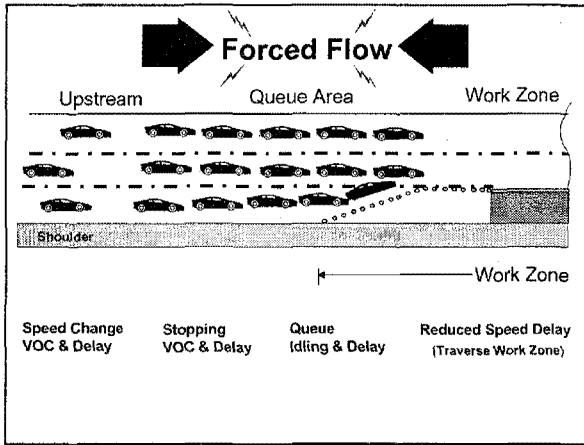 Forced Flow
Upstream Queue Area Work Zone
Shoulder
Work Zone
Speed Change Stopping Queue Reduced Speed Delay
VOC & Delay VOC & Delay Idling & Delay (Traverse Work Zone)